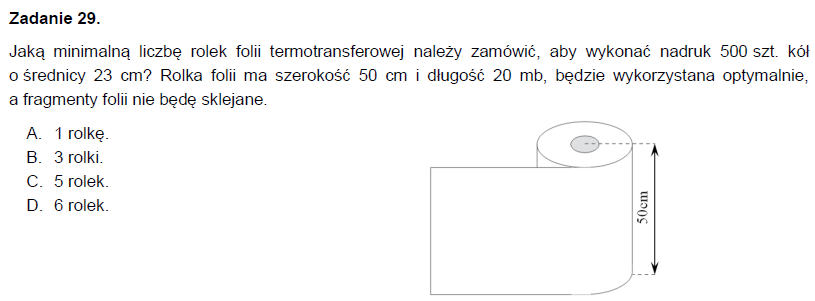 Zadanie 29.
Jaką minimalną liczbę rolek folii termotransferowej należy zamówić, aby wykonać nadruk 500 szt. kół
o średnicy 23 cm? Rolka folii ma szerokość 50 cm i długość 20 mb, będzie wykorzystana optymalnie,
a fragmenty folii nie będę sklejane.
A. 1 rolkę.
B. 3 rolki.
C. 5 rolek.
D. 6 rolek.
50cm